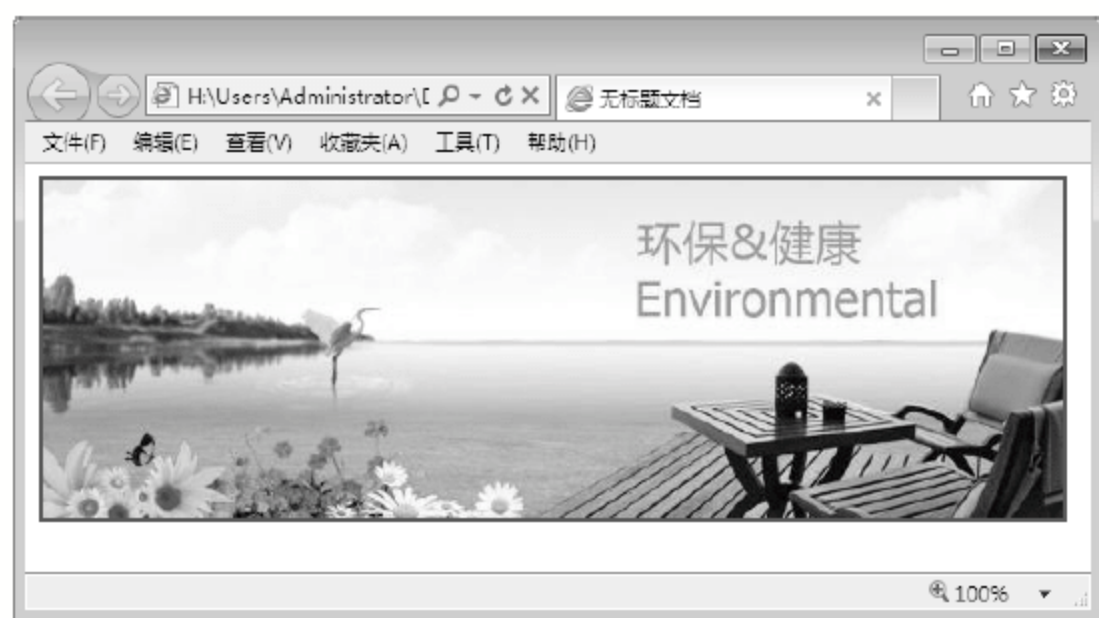 H:\Users\Administrator\[
无标题文档
文件(F) 编辑(E) 查看(V) 收藏夹(A) 工具(T) 帮助(H)
环保&健康
Environmental
100%